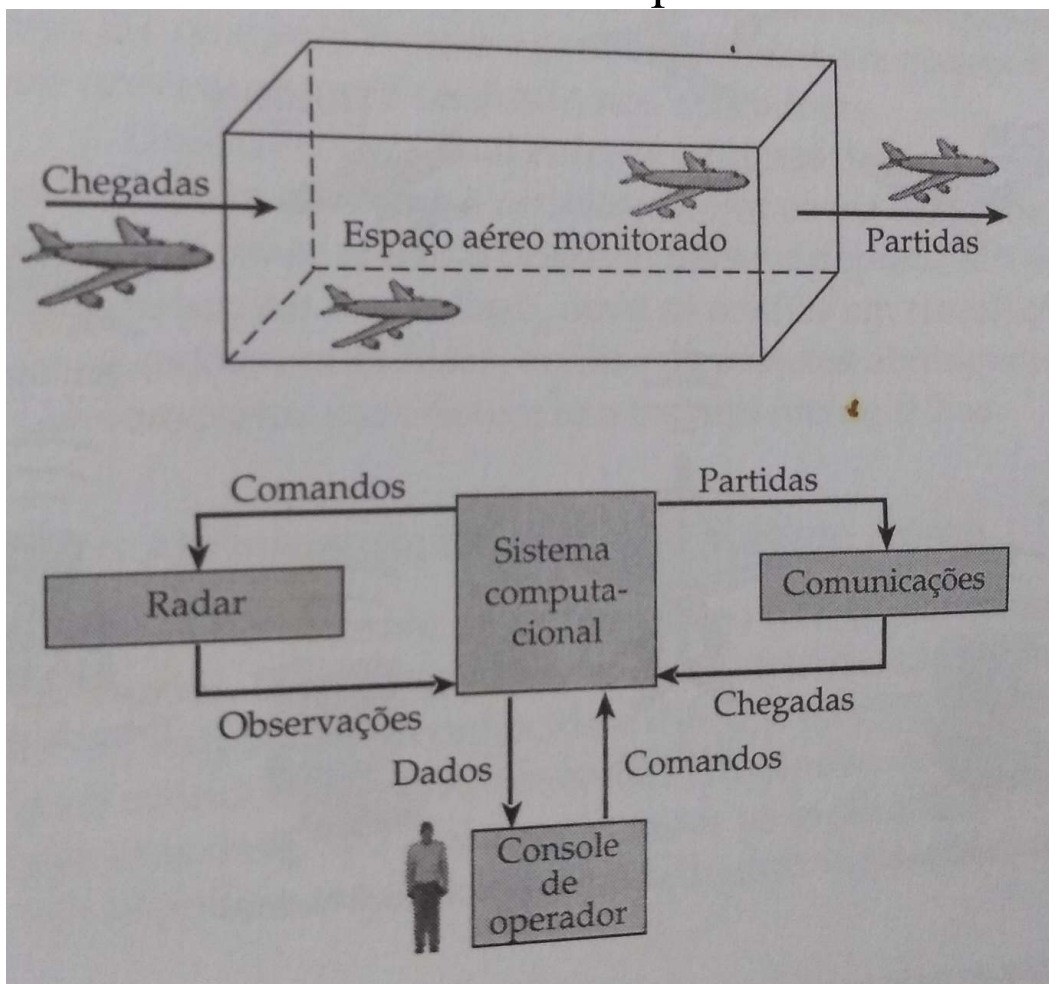 Chegadas
Espaço aéreo monitorado
Partidas
Comandos
Partidas
Sistema
computa-
cional
Radar
Comunicações
Observações
Chegadas
Dados
Comandos
Console
de
operador